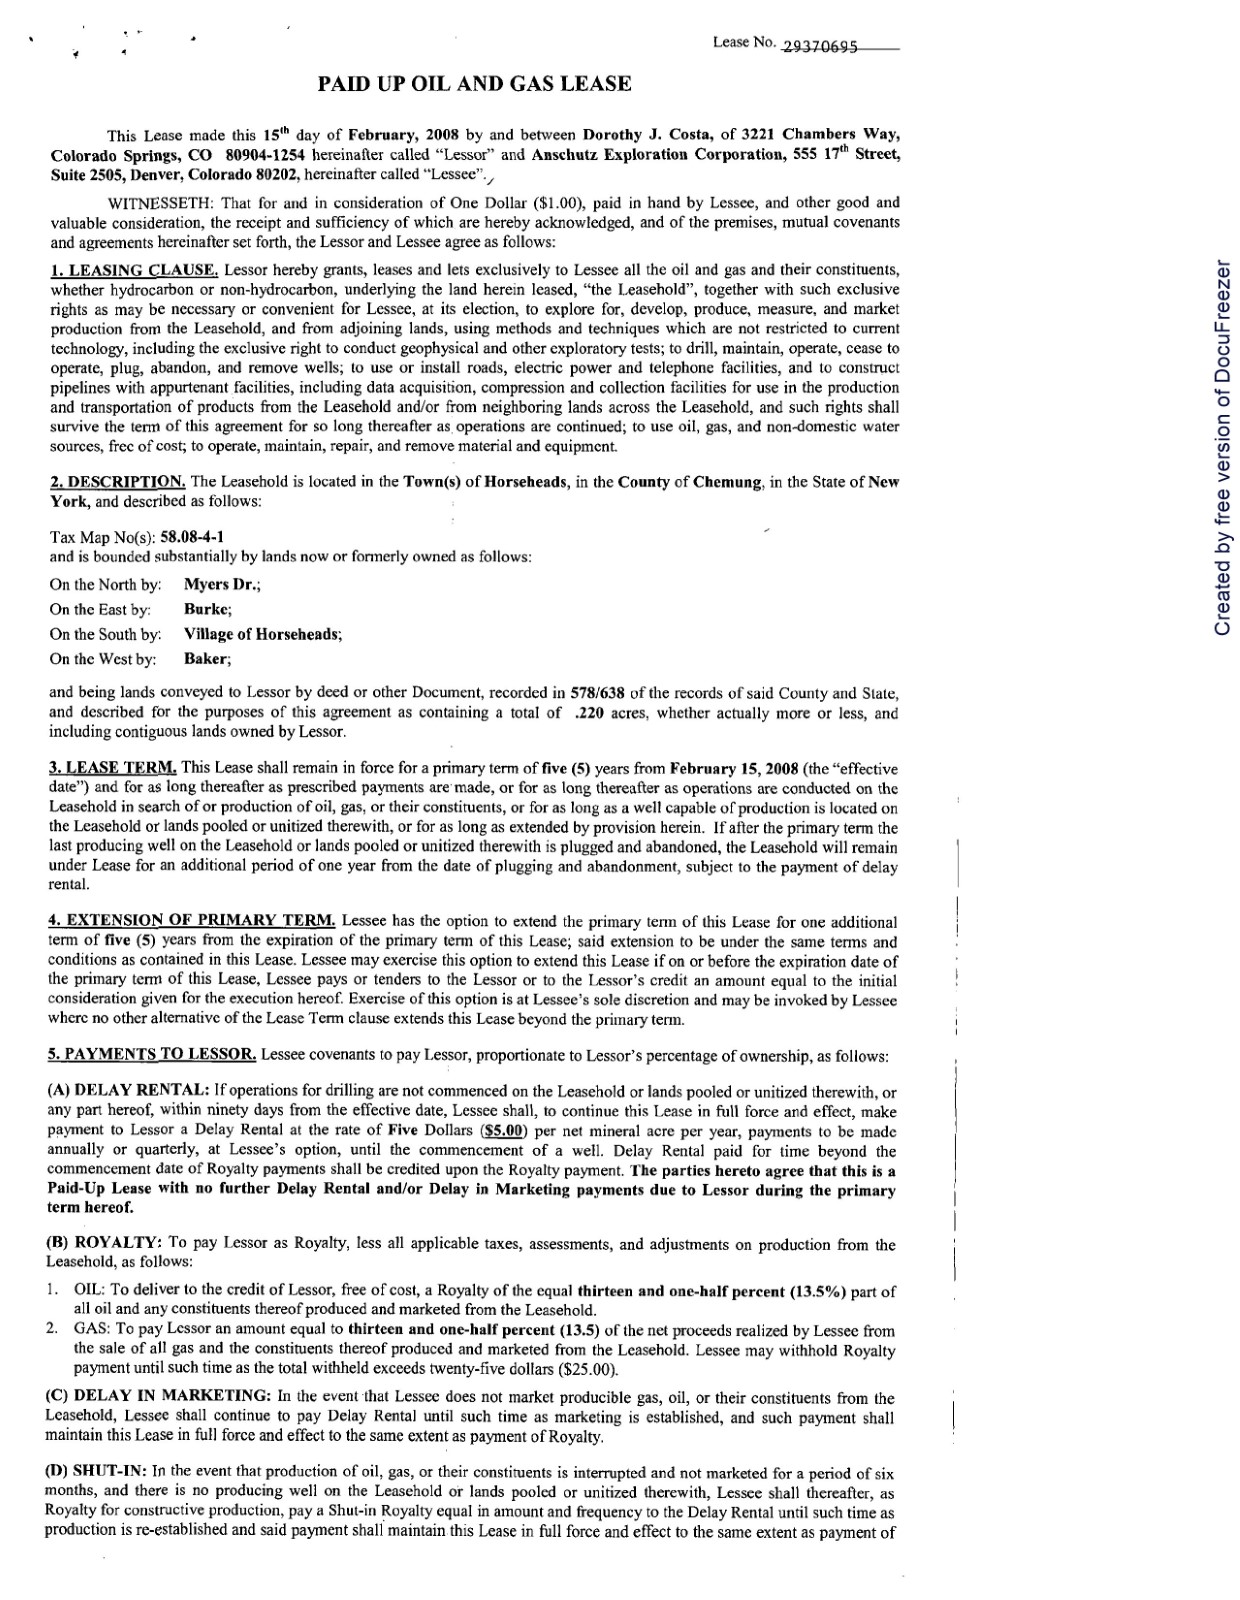 Lease No. 29370695
PAID UP OIL AND GAS LEASE
This Lease made this 15th day of February, 2008 by and between Dorothy J. Costa, of 3221 Chambers Way,
Colorado Springs, CO 80904-1254 hereinafter called “Lessor” and Anschutz Exploration Corporation, 555 17th Street,
Suite 2505, Denver, Colorado 80202, hereinafter called “Lessee”.
WITNESSETH: That for and in consideration of One Dollar ($1.00), paid in hand by Lessee, and other good and
valuable consideration, the receipt and sufficiency of which are hereby acknowledged, and of the premises, mutual covenants
and agreements hereinafter set forth, the Lessor and Lessee agree as follows:
1. LEASING CLAUSE. Lessor hereby grants, leases and lets exclusively to Lessee all the oil and gas and their constituents,
whether hydrocarbon or non-hydrocarbon, underlying the land herein leased, “the Leasehold”, together with such exclusive
rights as may be necessary or convenient for Lessee, at its election, to explore for, develop, produce, measure, and market
production from the Leasehold, and from adjoining lands, using methods and techniques which are not restricted to current
technology, including the exclusive right to conduct geophysical and other exploratory tests; to drill, maintain, operate, cease to
operate, plug, abandon, and remove wells; to use or install roads, electric power and telephone facilities, and to construct
pipelines with appurtenant facilities, including data acquisition, compression and collection facilities for use in the production
and transportation of products from the Leasehold and/or from neighboring lands across the Leasehold, and such rights shall
survive the term of this agreement for so long thereafter as operations are continued; to use oil, gas, and non-domestic water
sources, free of cost; to operate, maintain, repair, and remove material and equipment.
2. DESCRIPTION. The Leasehold is located in the Town(s) of Horseheads, in the County of Chemung, in the State of New
York, and described as follows:
Tax Map No(s): 58.08-4-1
and is bounded substantially by lands now or formerly owned as follows:
On the North by: Myers Dr.;
On the East by: Burke;
On the South by: Village of Horseheads;
On the West by: Baker;
and being lands conveyed to Lessor by deed or other Document, recorded in 578/638 of the records of said County and State,
and described for the purposes of this agreement as containing a total of .220 acres, whether actually more or less, and
including contiguous lands owned by Lessor.
3. LEASE TERM. This Lease shall remain in force for a primary term of five (5) years from February 15, 2008 (the “effective
date”) and for as long thereafter as prescribed payments are made, or for as long thereafter as operations are conducted on the
Leasehold in search of or production of oil, gas, or their constituents, or for as long as a well capable of production is located on
the Leasehold or lands pooled or unitized therewith, or for as long as extended by provision herein. If after the primary term the
last producing well on the Leasehold or lands pooled or unitized therewith is plugged and abandoned, the Leasehold will remain
under Lease for an additional period of one year from the date of plugging and abandonment, subject to the payment of delay
rental.
4. EXTENSION OF PRIMARY TERM. Lessee has the option to extend the primary term of this Lease for one additional
term of five (5) years from the expiration of the primary term of this Lease; said extension to be under the same terms and
conditions as contained in this Lease. Lessee may exercise this option to extend this Lease if on or before the expiration date of
the primary term of this Lease, Lessee pays or tenders to the Lessor or to the Lessor’s credit an amount equal to the initial
consideration given for the execution hereof. Exercise of this option is at Lessee’s sole discretion and may be invoked by Lessee
where no other alternative of the Lease Term clause extends this Lease beyond the primary term.
5. PAYMENTS TO LESSOR. Lessee covenants to pay Lessor, proportionate to Lessor’s percentage of ownership, as follows:
(A) DELAY RENTAL: If operations for drilling are not commenced on the Leasehold or lands pooled or unitized therewith, or
any part hereof, within ninety days from the effective date, Lessee shall, to continue this Lease in full force and effect, make
payment to Lessor a Delay Rental at the rate of Five Dollars ($5.00) per net mineral acre per year, payments to be made
annually or quarterly, at Lessee’s option, until the commencement of a well. Delay Rental paid for time beyond the
commencement date of Royalty payments shall be credited upon the Royalty payment. The parties hereto agree that this is a
Paid-Up Lease with no further Delay Rental and/or Delay in Marketing payments due to Lessor during the primary
term hereof.
(B) ROYALTY: To pay Lessor as Royalty, less all applicable taxes, assessments, and adjustments on production from the
Leasehold, as follows:
1. OIL: To deliver to the credit of Lessor, free of cost, a Royalty of the equal thirteen and one-half percent (13.5%) part of
all oil and any constituents thereof produced and marketed from the Leasehold.
2. GAS: To pay Lessor an amount equal to thirteen and one-half percent (13.5) of the net proceeds realized by Lessee from
the sale of all gas and the constituents thereof produced and marketed from the Leasehold. Lessee may withhold Royalty
payment until such time as the total withheld exceeds twenty-five dollars ($25.00).
(C) DELAY IN MARKETING: In the event that Lessee does not market producible gas, oil, or their constituents from the
Leasehold, Lessee shall continue to pay Delay Rental until such time as marketing is established, and such payment shall
maintain this Lease in full force and effect to the same extent as payment of Royalty.
(D) SHUT-IN: In the event that production of oil, gas, or their constituents is interrupted and not marketed for a period of six
months, and there is no producing well on the Leasehold or lands pooled or unitized therewith, Lessee shall thereafter, as
Royalty for constructive production, pay a Shut-in Royalty equal in amount and frequency to the Delay Rental until such time as
production is re-established and said payment shall maintain this Lease in full force and effect to the same extent as payment of
Created by free version of DocuFreezer